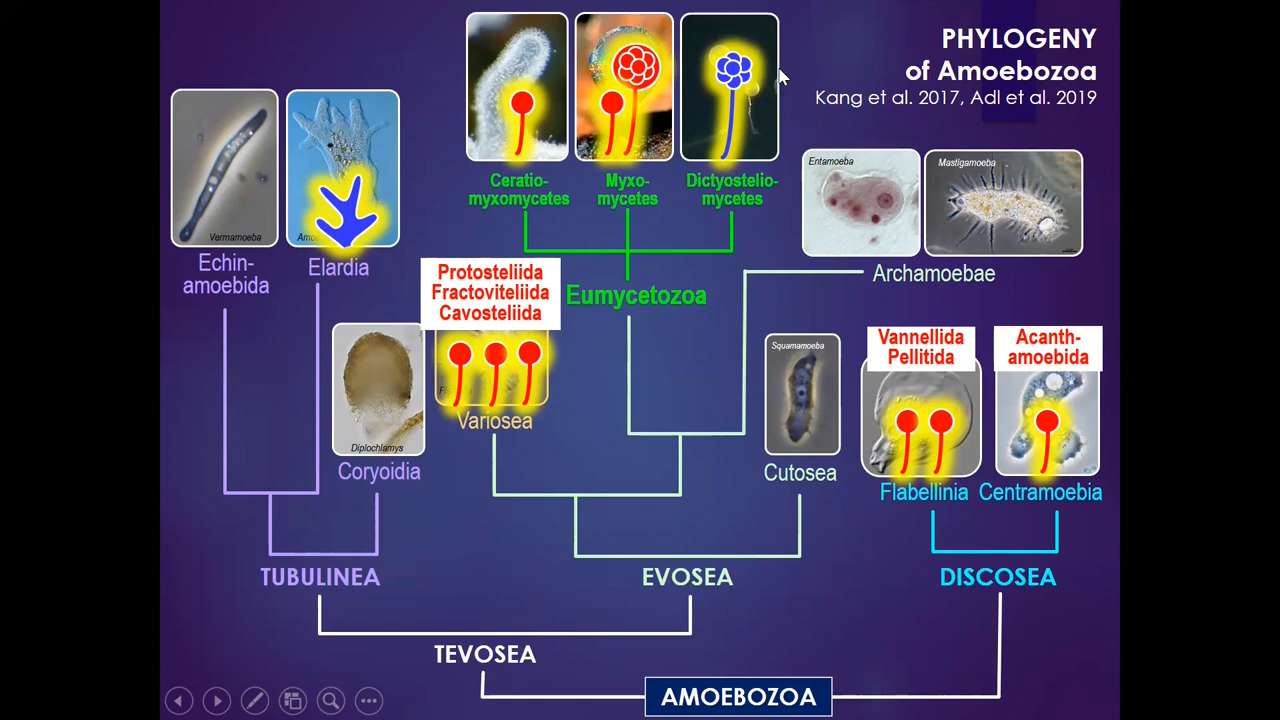 PHYLOGENY
of Amoebozoa
Kang et al. 2017, Adl et al. 2019
Ceratio-
myxomycetes
Myxo-
mycetes
Dictyostelio-
mycetes
Entamoeba
Mastigamoeba
Archamoebae
Vermamoeba
Echin-
amoebida
Elardia
Protosteliida
Fractoviteliida
Cavosteliida
Eumycetozoa
Variosea
Diplochlamys
Coryoidia
Squamamoeba
Cutosea
Vannellida
Pellitida
Flabellinia
Acanth-
amoebida
Centramoebia
TUBULINEA
EVOSEA
DISCOSEA
TEVOSEA
AMOEBOZOA